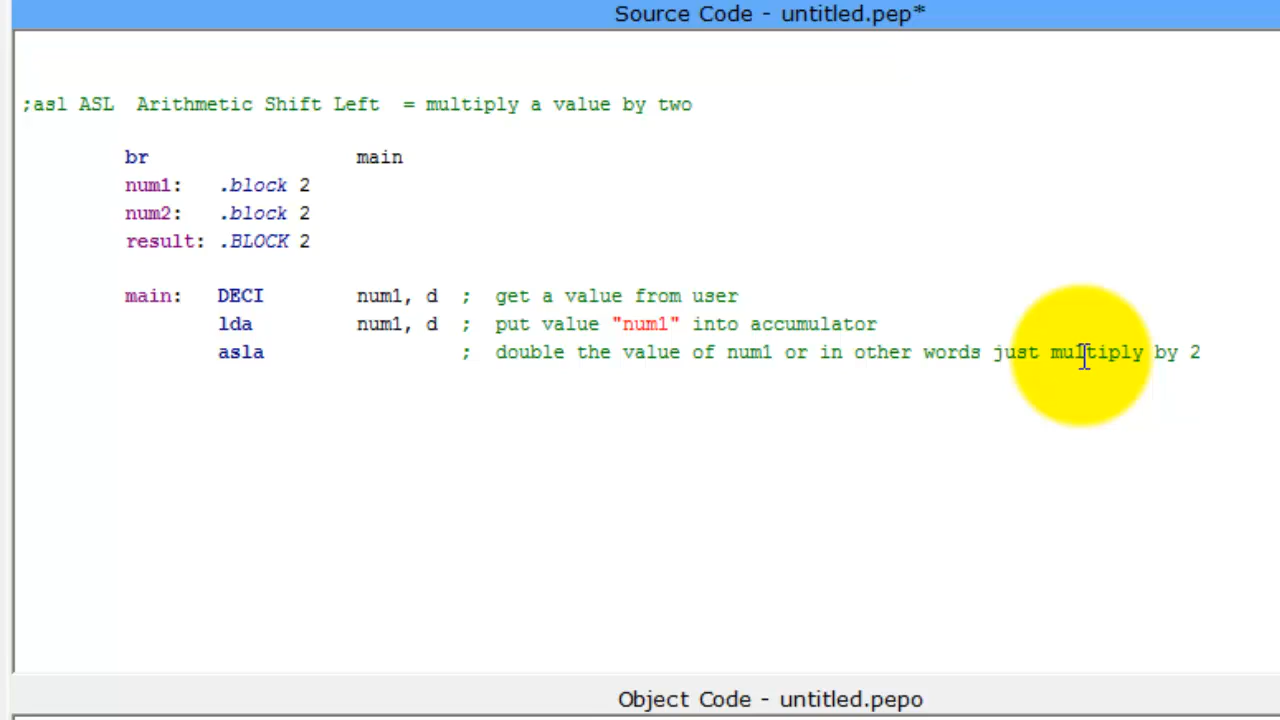 Source Code - untitled.pep*
;asl ASL Arithmetic Shift Left = multiply a value by two
br main
num1: .block 2
num2: .block 2
result: .BLOCK 2
main: DECI num1, d ; get a value from user
lda num1, d ; put value "num1" into accumulator
asla ; double the value of num1 or in other words just multiply by 2
Object Code - untitled.pepo